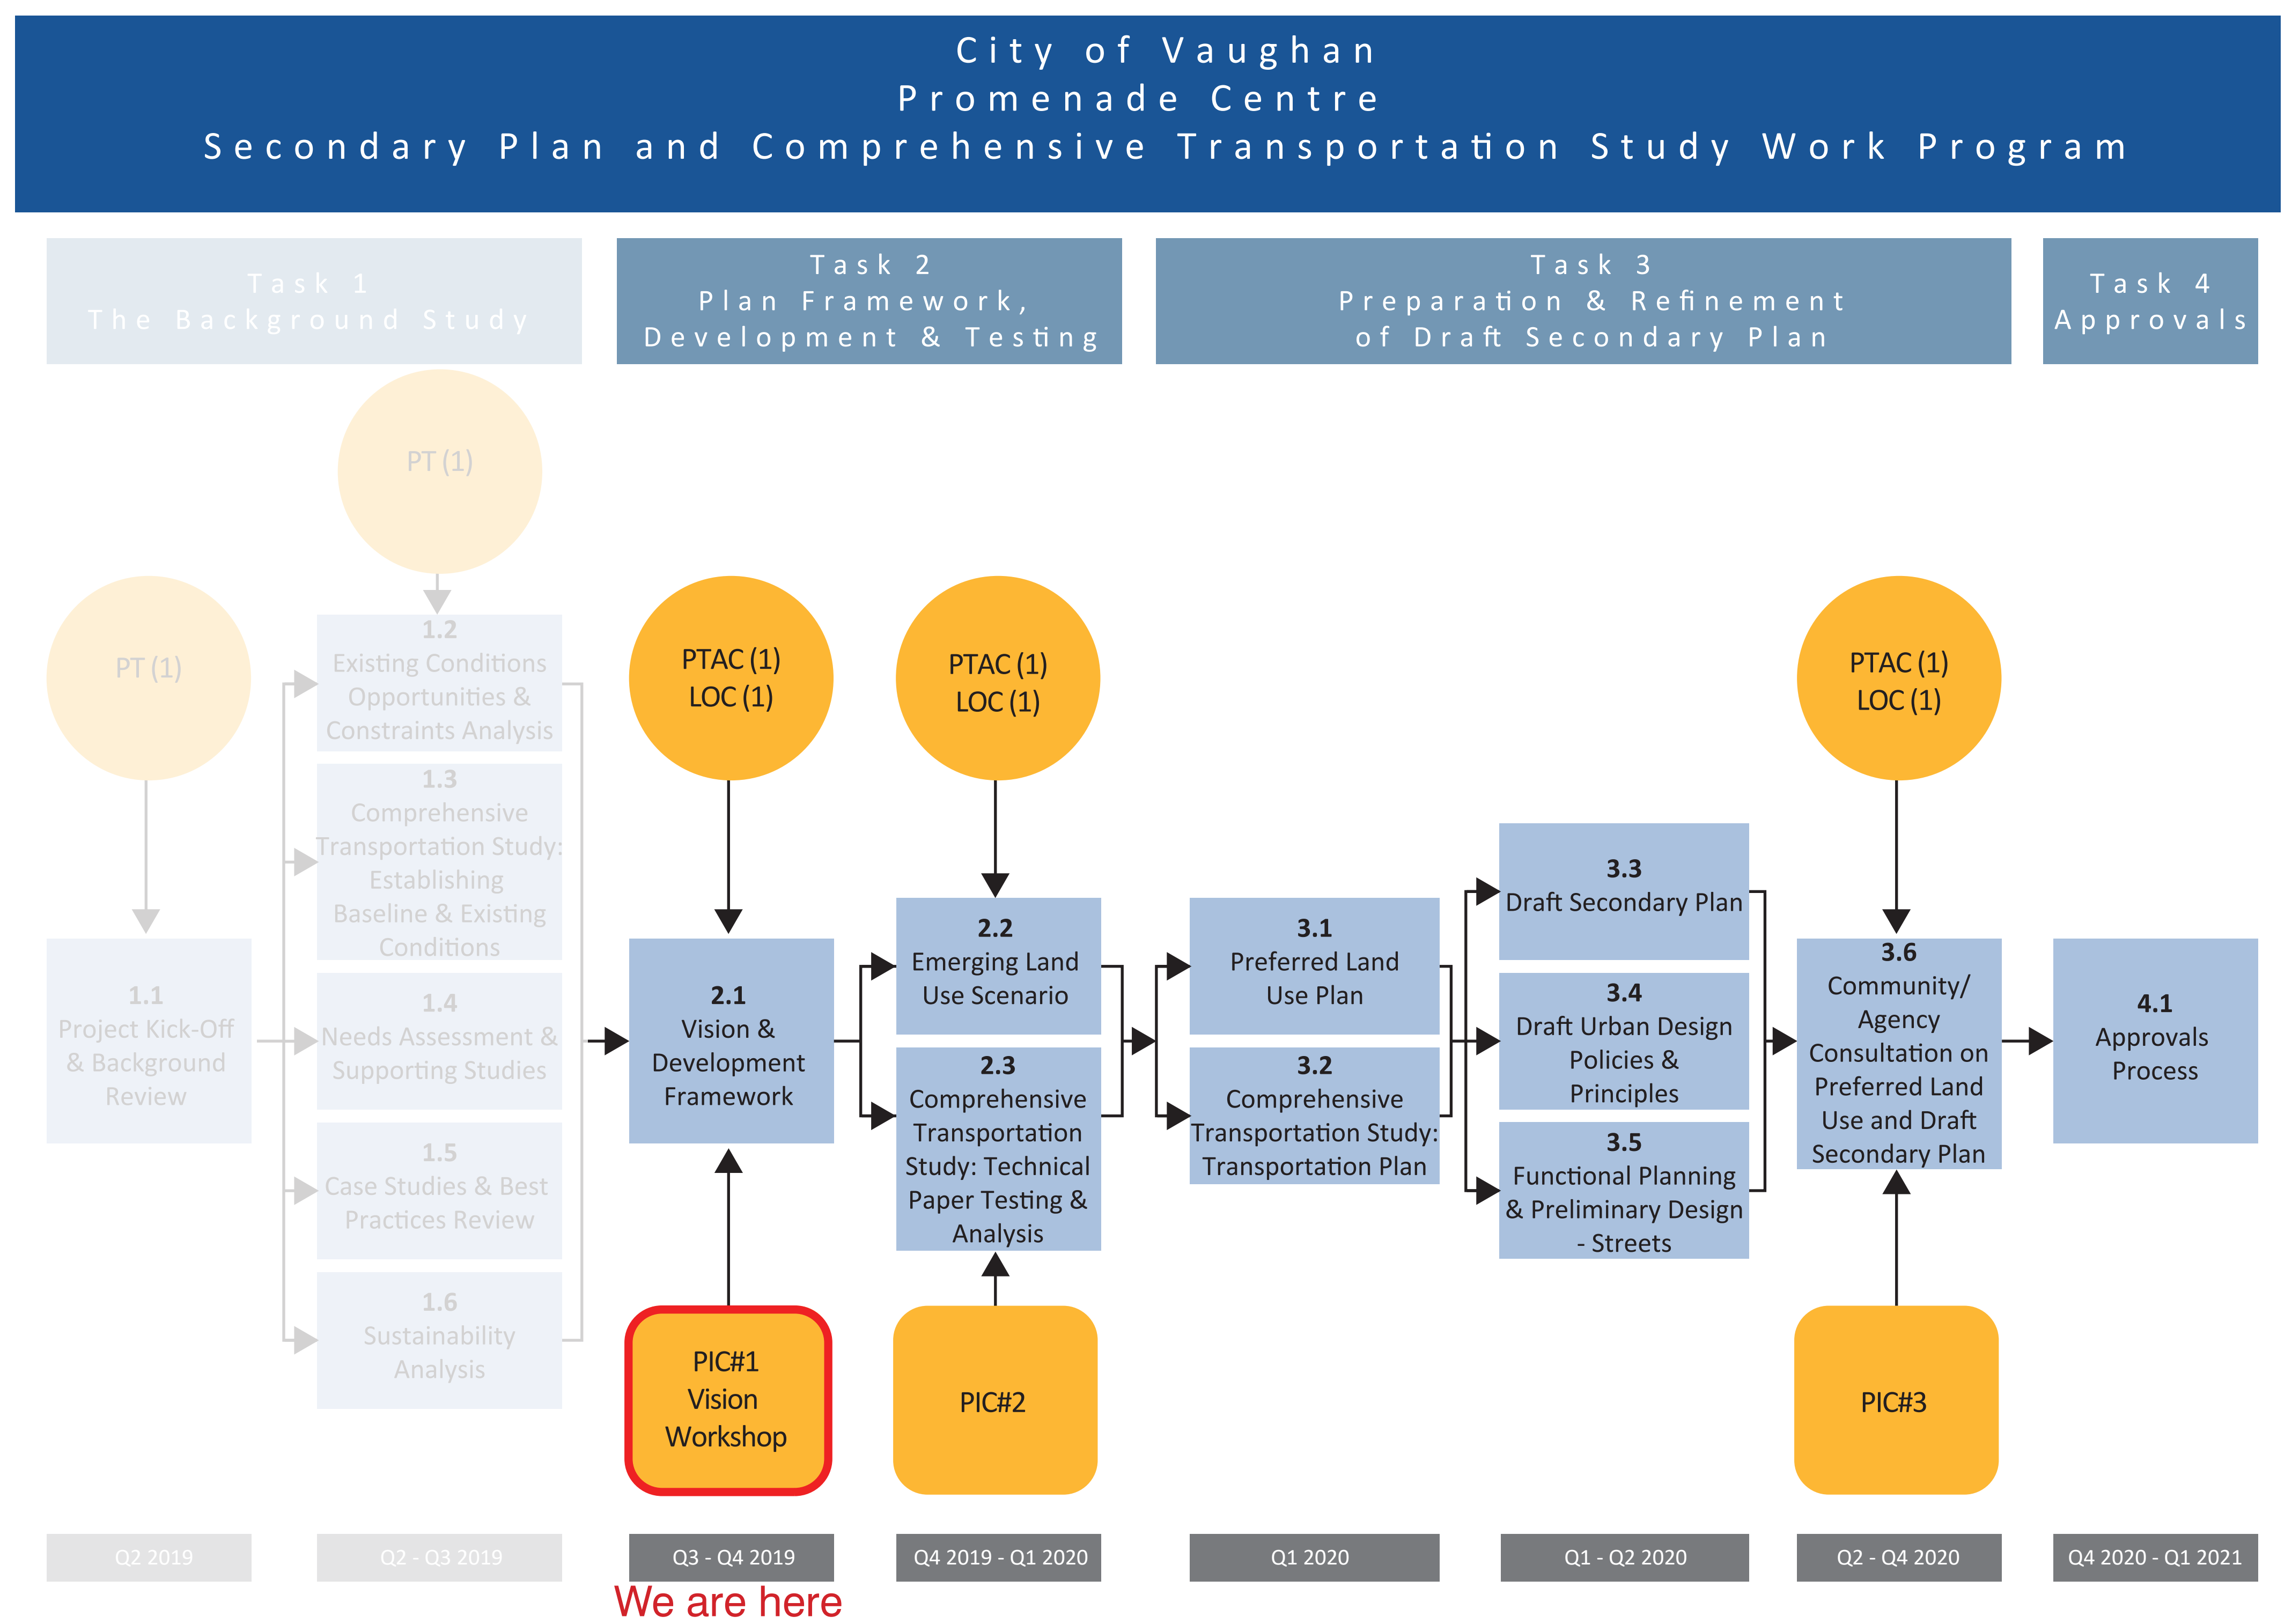 City of Vaughan
Promenade Centre
Secondary Plan and Comprehensive Transportation Study Work Program
Task 1
The Background Study
Task 2
Plan Framework,
Development & Testing
Task 3
Preparation & Refinement
of Draft Secondary Plan
Task 4
Approvals
PT (1)
PT (1)
PTAC (1)
LOC (1)
PTAC (1)
LOC (1)
PTAC (1)
LOC (1)
1.1
Project Kick-Off
& Background
Review
1.2
Existing Conditions
Opportunities &
Constraints Analysis
1.3
Comprehensive
Transportation Study:
Establishing
Baseline & Existing
Conditions
1.4
Needs Assessment &
Supporting Studies
1.5
Case Studies & Best
Practices Review
1.6
Sustainability
Analysis
2.1
Vision &
Development
Framework
2.2
Emerging Land
Use Scenario
2.3
Comprehensive
Transportation
Study: Technical
Paper Testing &
Analysis
3.1
Preferred Land
Use Plan
3.2
Comprehensive
Transportation Study:
Transportation Plan
3.3
Draft Secondary Plan
3.4
Draft Urban Design
Policies &
Principles
3.5
Functional Planning
& Preliminary Design
- Streets
3.6
Community/
Agency
Consultation on
Preferred Land
Use and Draft
Secondary Plan
4.1
Approvals
Process
PIC#1
Vision
Workshop
PIC#2
PIC#3
Q2 2019
Q2 - Q3 2019
Q3 - Q4 2019
Q4 2019 - Q1 2020
Q1 2020
Q1 - Q2 2020
Q2 - Q4 2020
Q4 2020 - Q1 2021
We are here